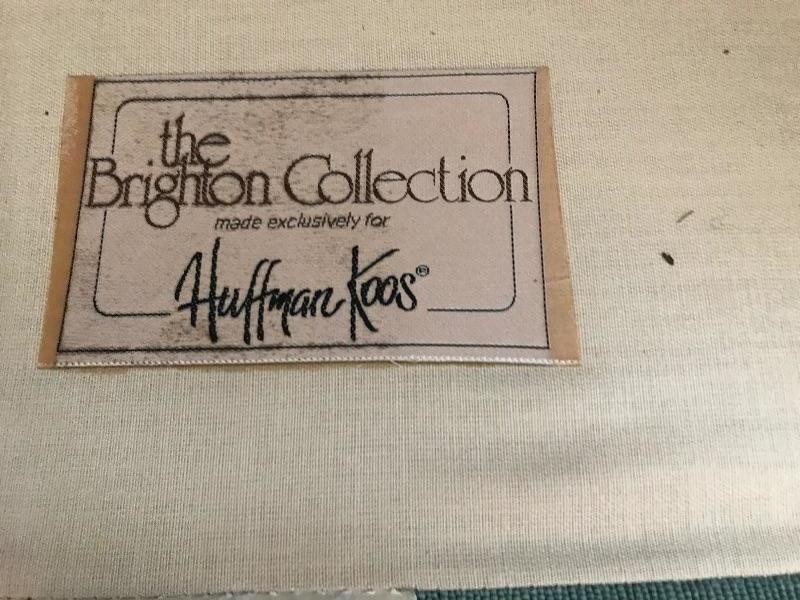 the
Brighton Collection
made exclusively for
Huffman Koos®